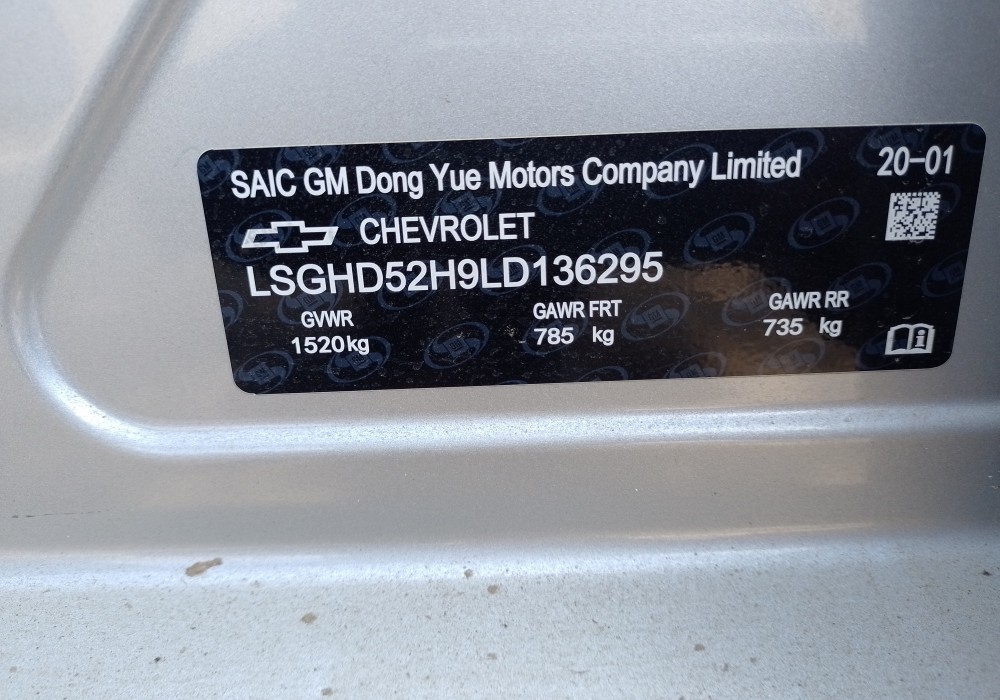 SAIC GM Dong Yue Motors Company Limited 20-01
CHEVROLET
LSGHD52H9LD136295
GVWR GAWR FRT GAWR RR
1520kg 785 kg 735 kg